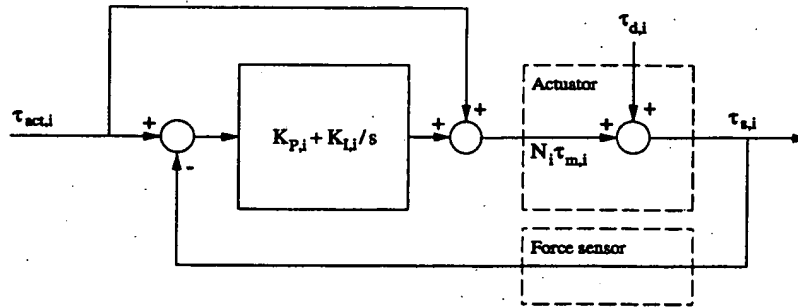 τd,i
Actuator
τact,i
+
+
+
+
+
-
KP,i + KI,i/s
Niτm,i
τs,i
Force sensor